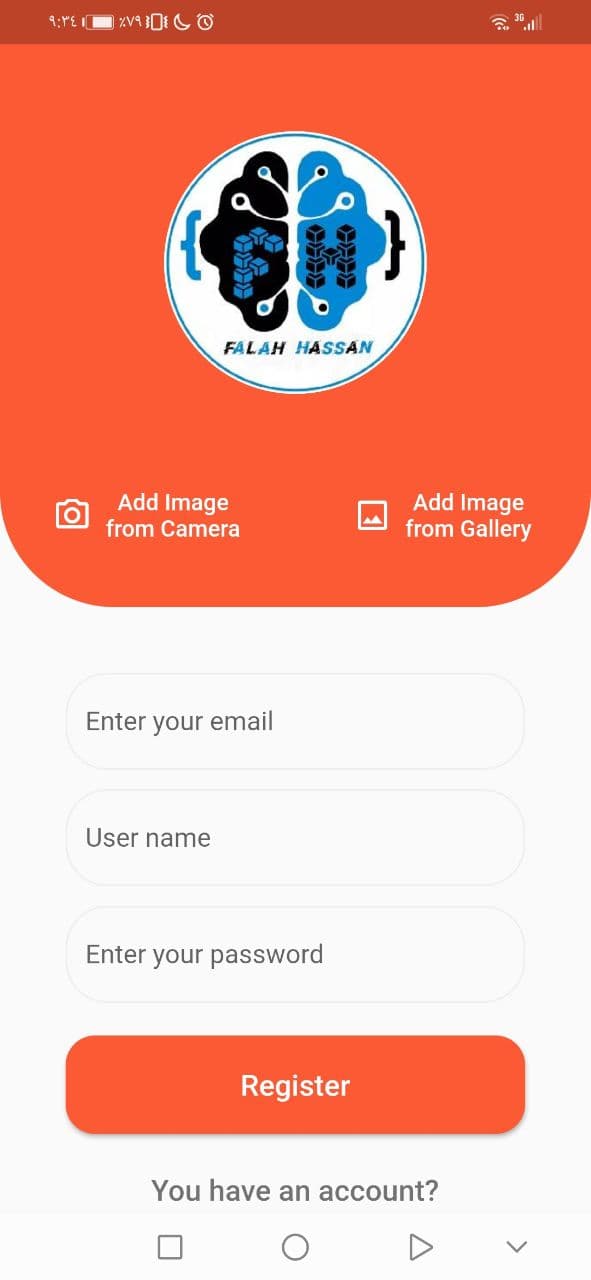 ٩:٣٤ ٪٧٩ 3G
FALAH HASSAN
Add Image
from Camera
Add Image
from Gallery
Enter your email
User name
Enter your password
Register
You have an account?